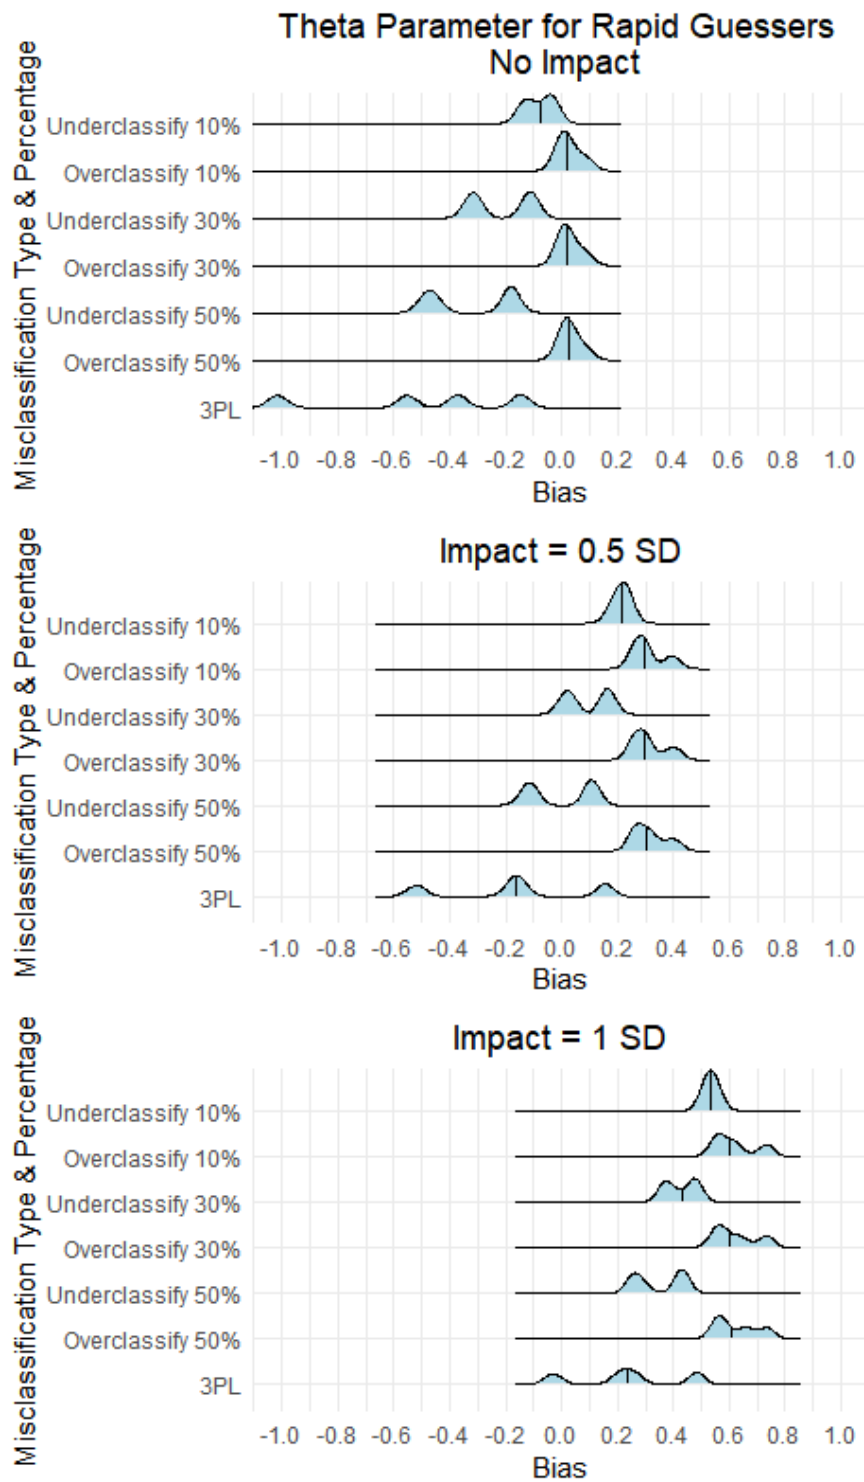 Theta Parameter for Rapid Guessers
No Impact
Misclassification Type & Percentage
Underclassify 10%
Overclassify 10%
Underclassify 30%
Overclassify 30%
Underclassify 50%
Overclassify 50%
3PL
-1.0 -0.8 -0.6 -0.4 -0.2 0.0 0.2 0.4 0.6 0.8 1.0
Bias
Impact = 0.5 SD
Misclassification Type & Percentage
Underclassify 10%
Overclassify 10%
Underclassify 30%
Overclassify 30%
Underclassify 50%
Overclassify 50%
3PL
-1.0 -0.8 -0.6 -0.4 -0.2 0.0 0.2 0.4 0.6 0.8 1.0
Bias
Impact = 1 SD
Misclassification Type & Percentage
Underclassify 10%
Overclassify 10%
Underclassify 30%
Overclassify 30%
Underclassify 50%
Overclassify 50%
3PL
-1.0 -0.8 -0.6 -0.4 -0.2 0.0 0.2 0.4 0.6 0.8 1.0
Bias